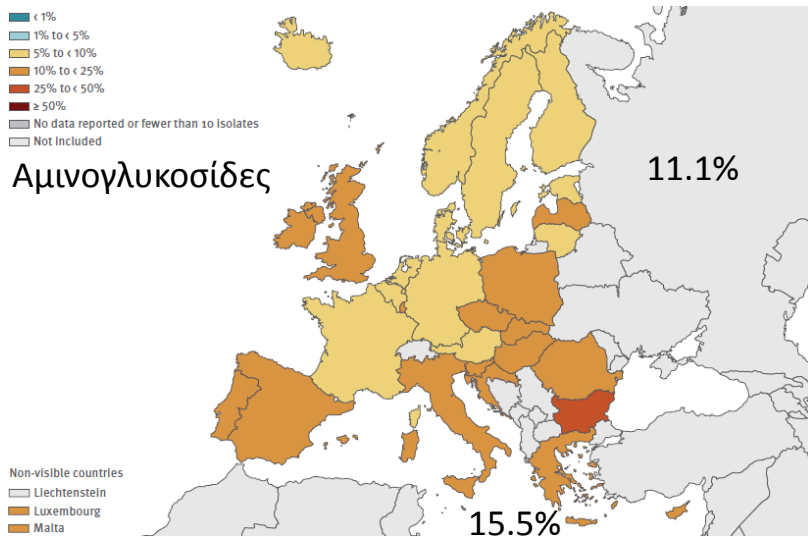 < 1%
1% to < 5%
5% to < 10%
10% to < 25%
25% to < 50%
≥ 50%
No data reported or fewer than 10 isolates
Not included
Αμινογλυκοσίδες
11.1%
Non-visible countries
Liechtenstein
Luxembourg
Malta
15.5%